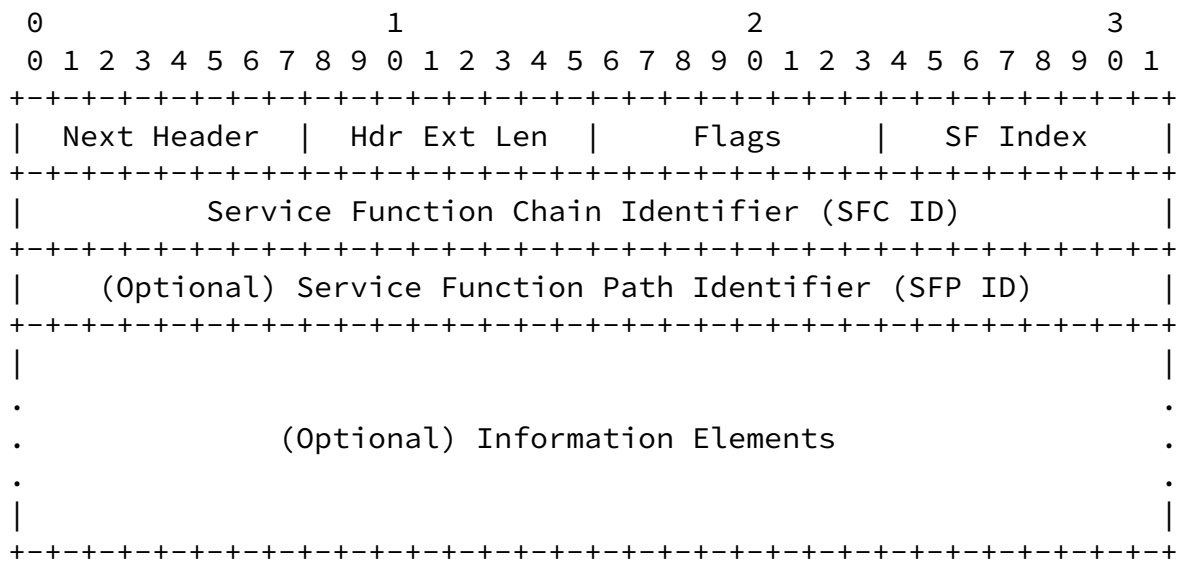 0                   1                   2                   3
0 1 2 3 4 5 6 7 8 9 0 1 2 3 4 5 6 7 8 9 0 1 2 3 4 5 6 7 8 9 0 1
+-+-+-+-+-+-+-+-+-+-+-+-+-+-+-+-+-+-+-+-+-+-+-+-+-+-+-+-+-+-+-+-+
|  Next Header  |  Hdr Ext Len  |     Flags     |   SF Index    |
+-+-+-+-+-+-+-+-+-+-+-+-+-+-+-+-+-+-+-+-+-+-+-+-+-+-+-+-+-+-+-+-+
|          Service Function Chain Identifier (SFC ID)           |
+-+-+-+-+-+-+-+-+-+-+-+-+-+-+-+-+-+-+-+-+-+-+-+-+-+-+-+-+-+-+-+-+
|    (Optional) Service Function Path Identifier (SFP ID)       |
+-+-+-+-+-+-+-+-+-+-+-+-+-+-+-+-+-+-+-+-+-+-+-+-+-+-+-+-+-+-+-+-+
|                                                               |
.                                                               .
.              (Optional) Information Elements                  .
.                                                               .
|                                                               |
+-+-+-+-+-+-+-+-+-+-+-+-+-+-+-+-+-+-+-+-+-+-+-+-+-+-+-+-+-+-+-+-+